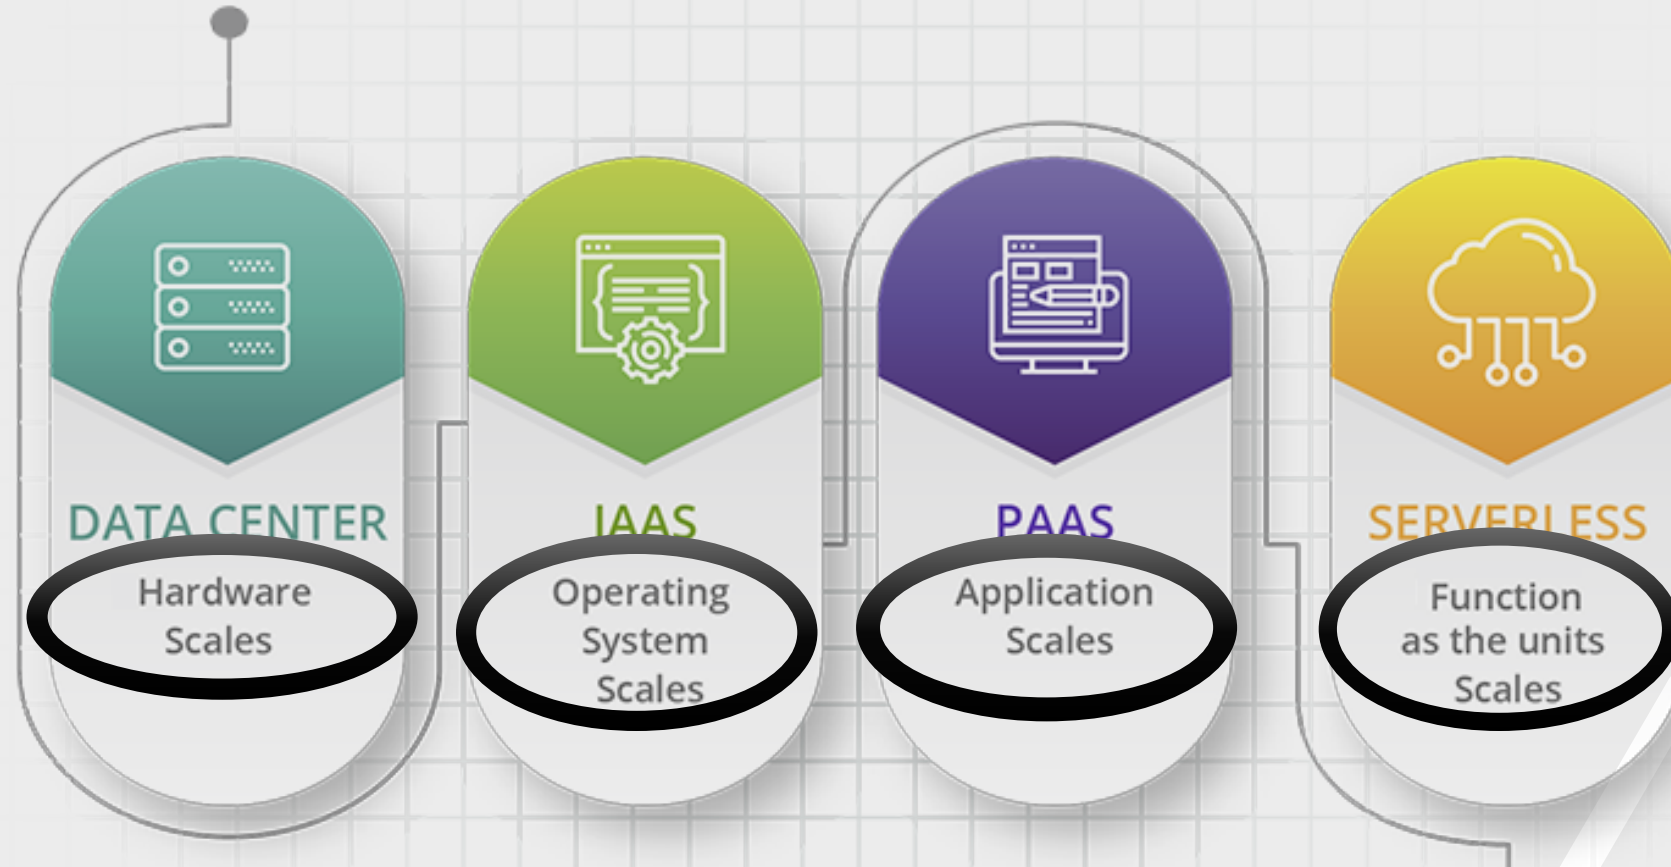 DATA CENTER
Hardware
Scales
IAAS
Operating
System
Scales
PAAS
Application
Scales
SERVERLESS
Function
as the units
Scales